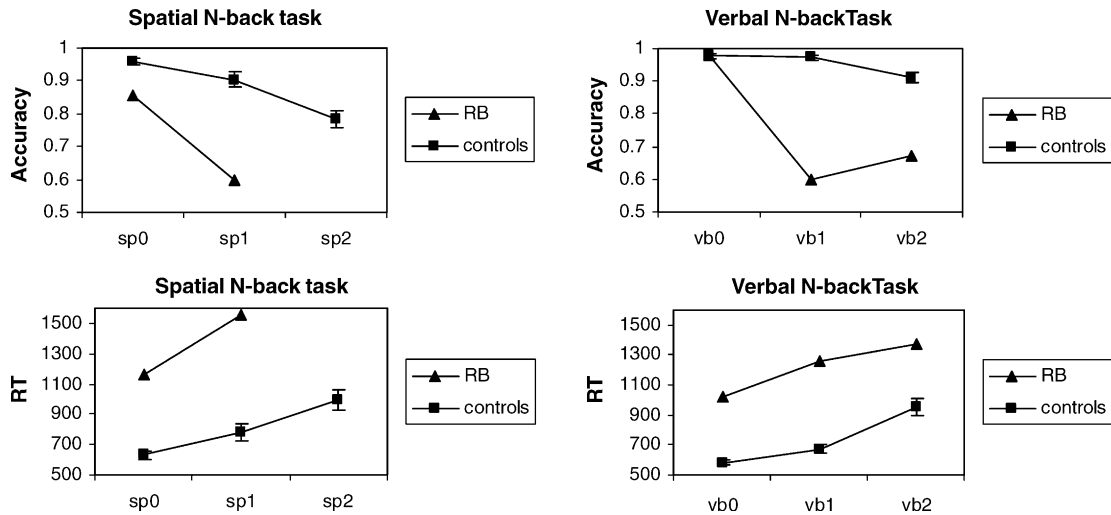 Spatial N-back task
Accuracy
1
0.9
0.8
0.7
0.6
0.5
sp0 sp1 sp2
RB
controls
Verbal N-backTask
Accuracy
1
0.9
0.8
0.7
0.6
0.5
vb0 vb1 vb2
RB
controls
Spatial N-back task
RT
1500
1300
1100
900
700
500
sp0 sp1 sp2
RB
controls
Verbal N-backTask
RT
1500
1300
1100
900
700
500
vb0 vb1 vb2
RB
controls